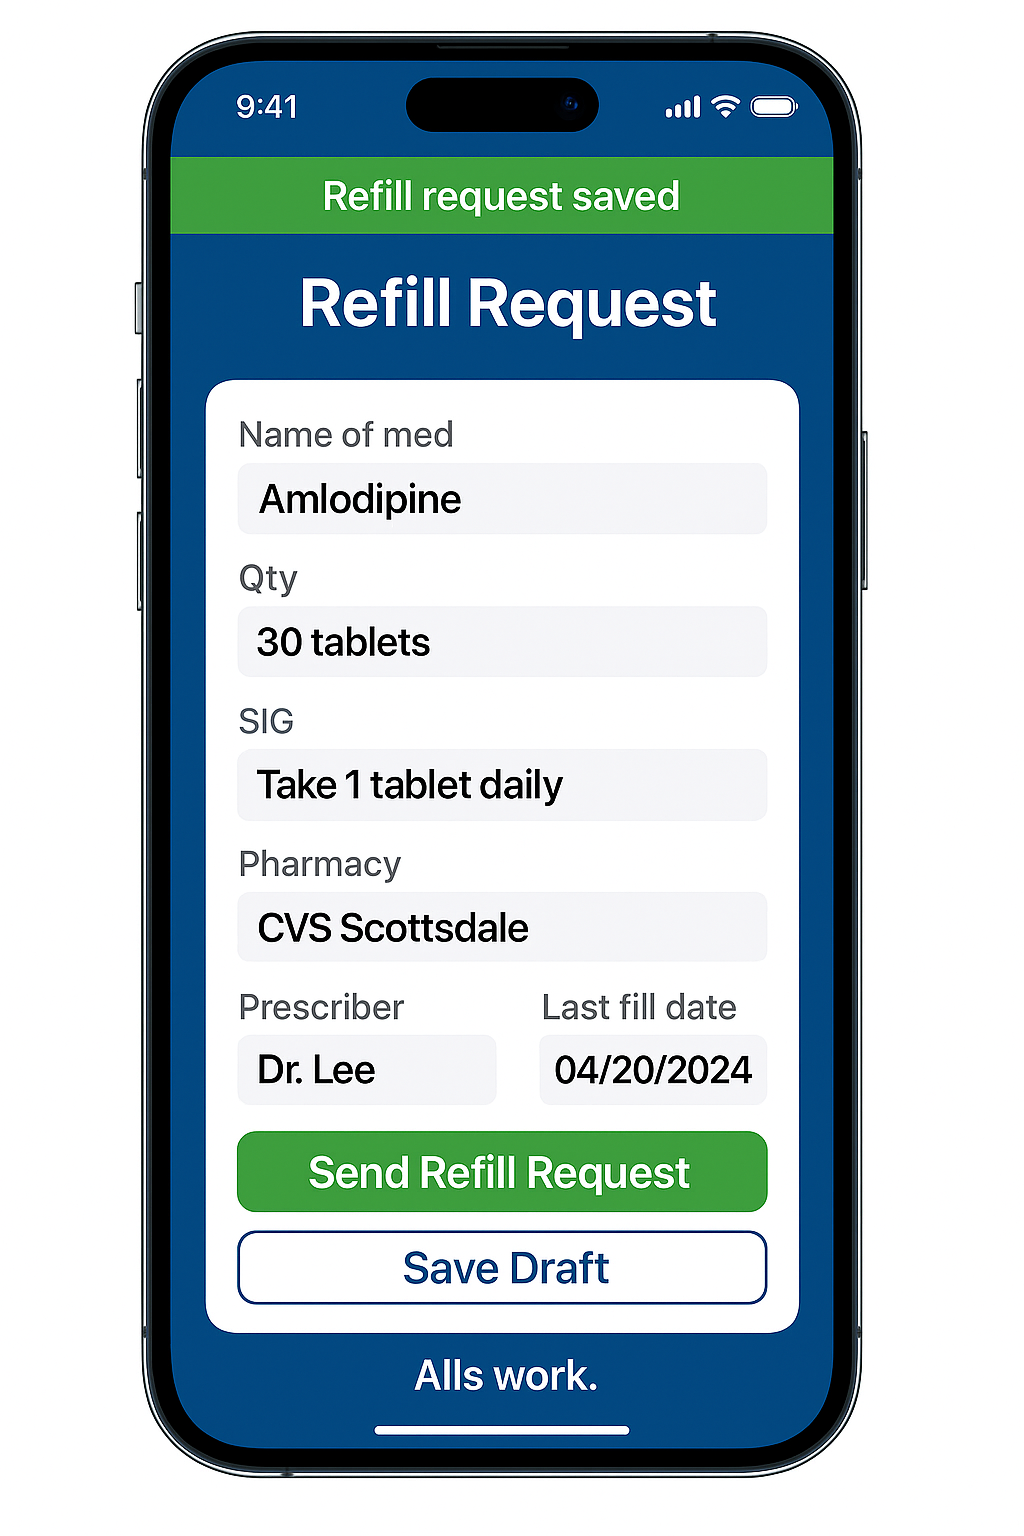 9:41
Refill request saved
Refill Request
Name of med
Amlodipine
Qty
30 tablets
SIG
Take 1 tablet daily
Pharmacy
CVS Scottsdale
Prescriber
Last fill date
Dr. Lee
04/20/2024
Send Refill Request
Save Draft
Alls work.